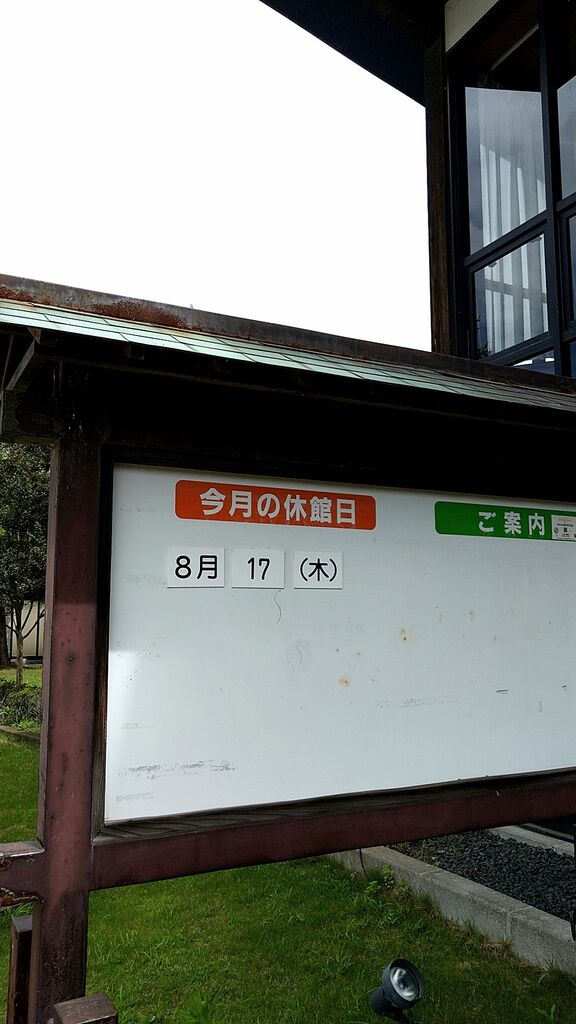 今月の休館日
ご案内
8月 17 (木)